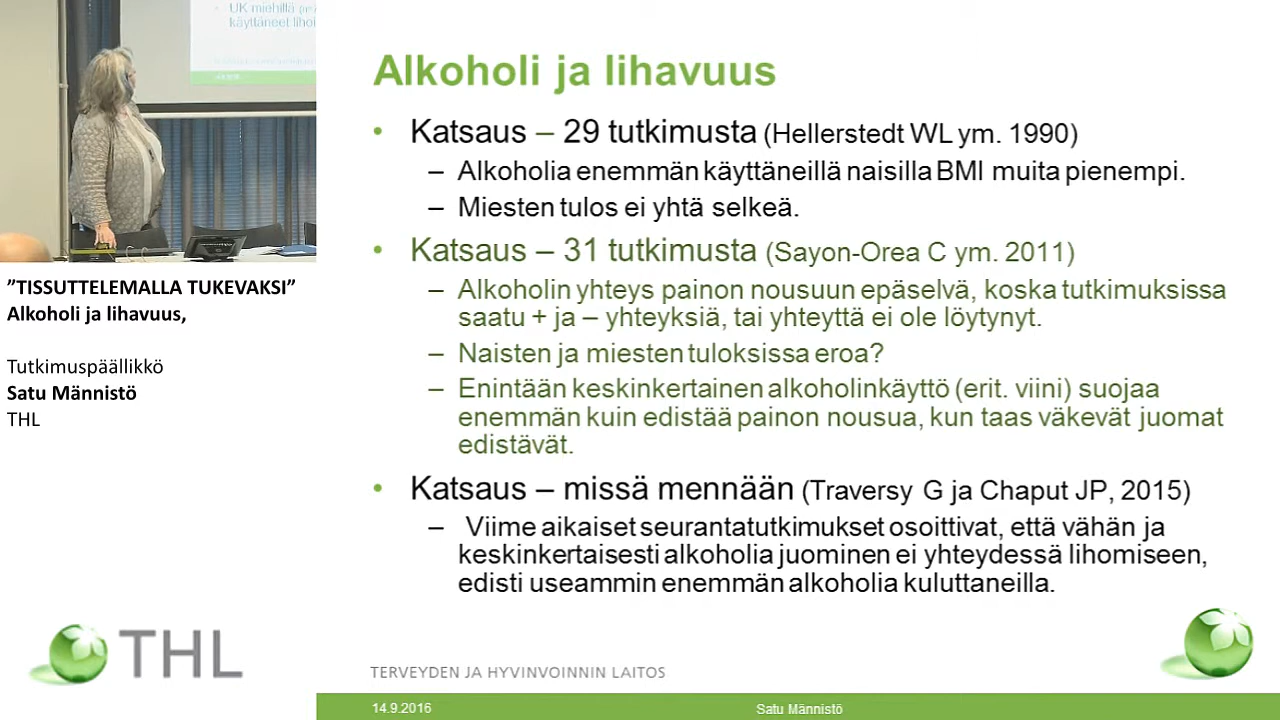 UK miehillä
käyttäneet
"TISSUTTELEMALLA TUKEVAKSI"
Alkoholi ja lihavuus,
Tutkimuspäällikkö
Satu Männistö
THL
Alkoholi ja lihavuus
• Katsaus – 29 tutkimusta (Hellerstedt WL ym. 1990)
– Alkoholia enemmän käyttäneillä naisilla BMI muita pienempi.
– Miesten tulos ei yhtä selkeä.
• Katsaus – 31 tutkimusta (Sayon-Orea C ym. 2011)
– Alkoholin yhteys painon nousuun epäselvä, koska tutkimuksissa
saatu + ja – yhteyksiä, tai yhteyttä ei ole löytynyt.
– Naisten ja miesten tuloksissa eroa?
– Enintään keskinkertainen alkoholinkäyttö (erit. viini) suojaa
enemmän kuin edistää painon nousua, kun taas väkevät juomat
edistävät.
• Katsaus – missä mennään (Traversy G ja Chaput JP, 2015)
– Viime aikaiset seurantatutkimukset osoittivat, että vähän ja
keskinkertaisesti alkoholia juominen ei yhteydessä lihomiseen,
edisti useammin enemmän alkoholia kuluttaneilla.
THL
TERVEYDEN JA HYVINVOINNIN LAITOS
14.9.2016
Satu Männistö